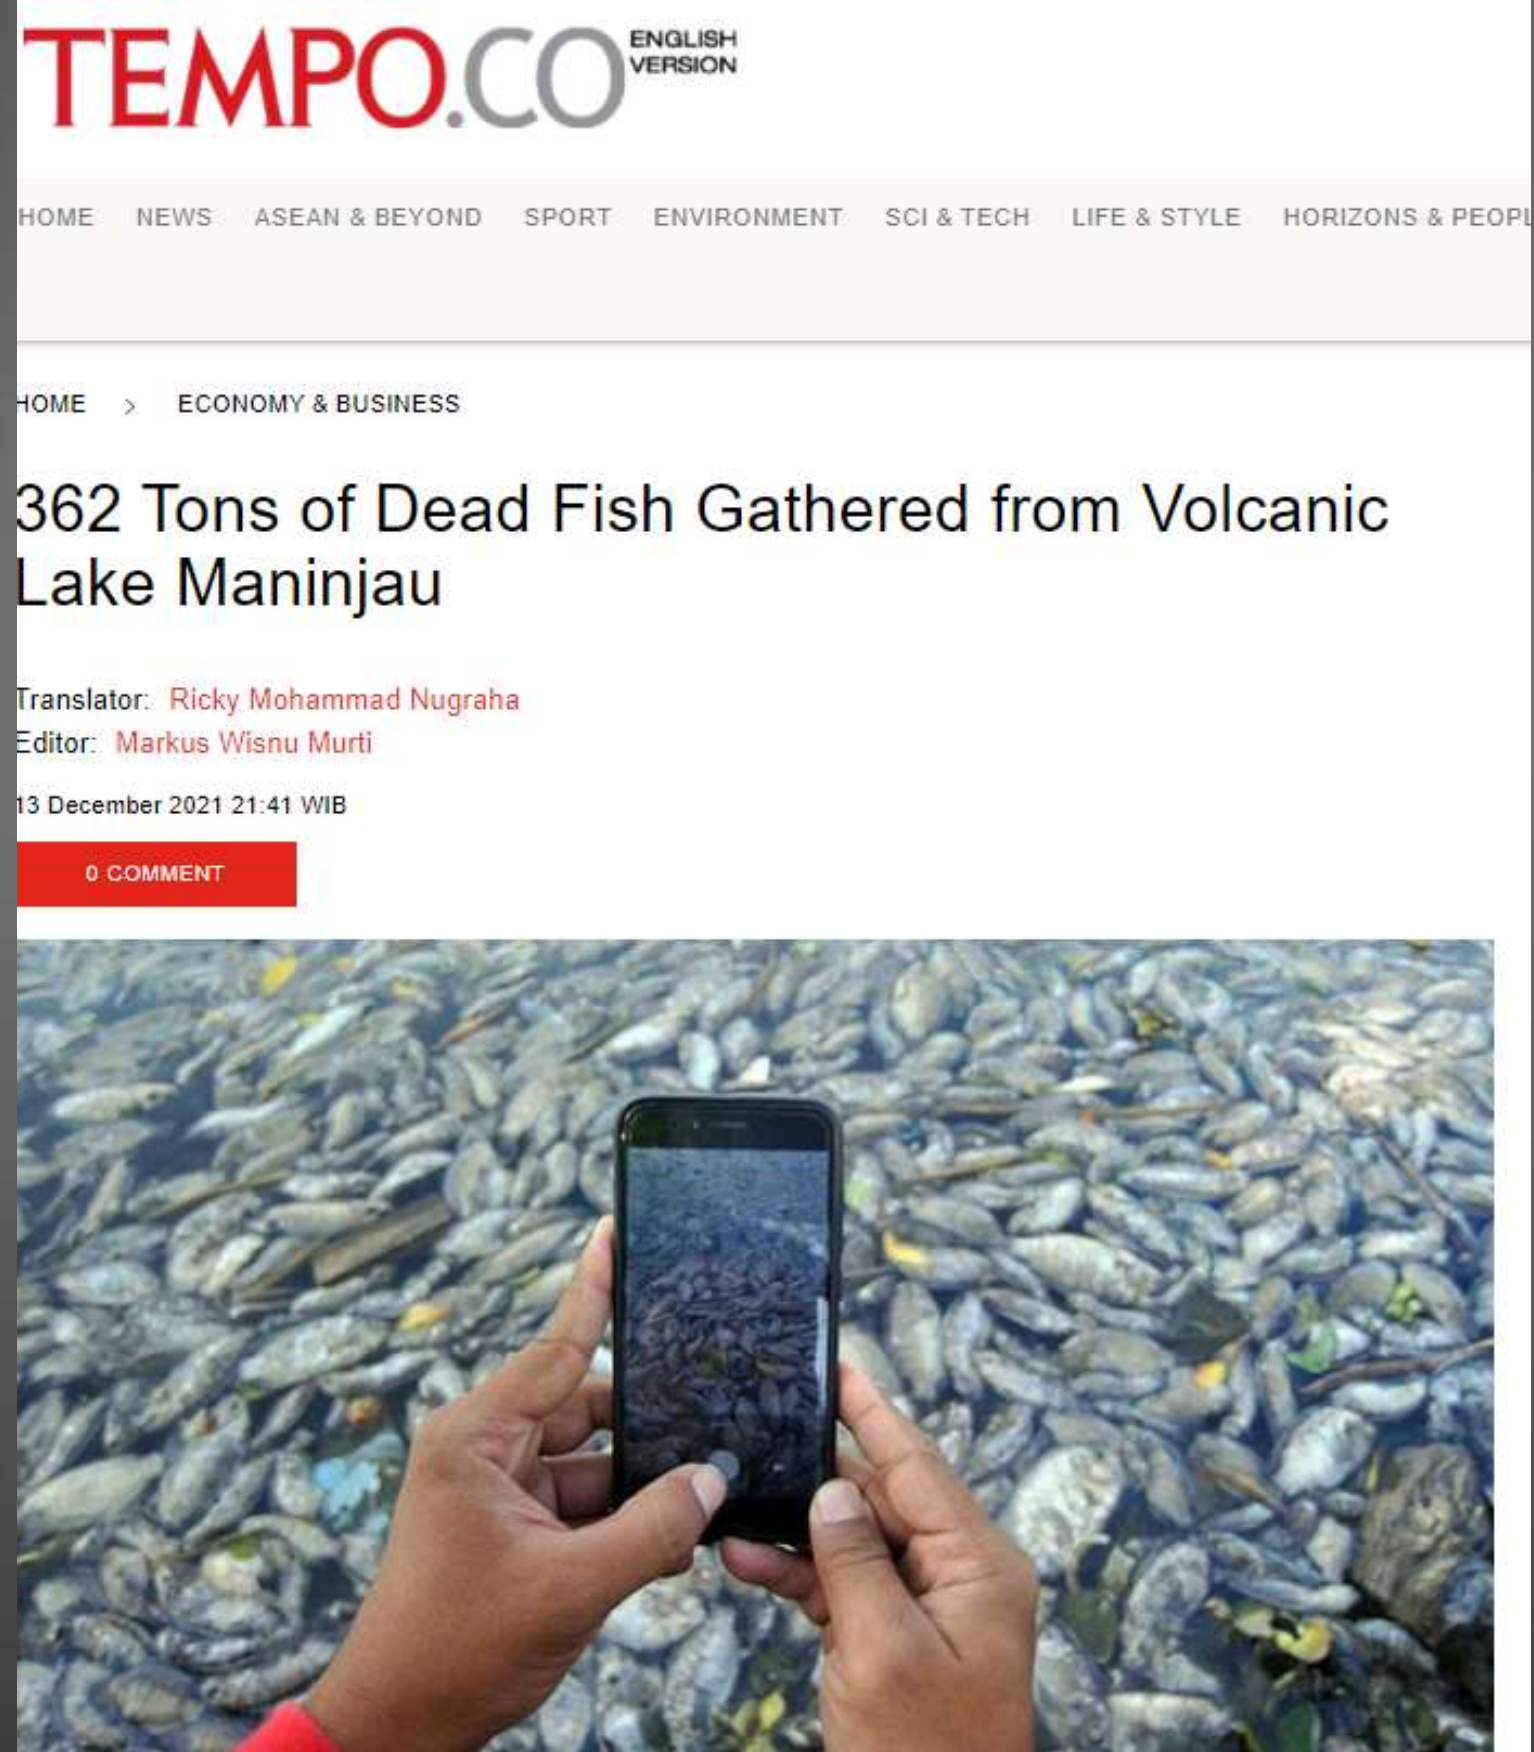 TEMPO.CO ENGLISH VERSION
HOME NEWS ASEAN & BEYOND SPORT ENVIRONMENT SCI & TECH LIFE & STYLE HORIZONS & PEOPL
HOME > ECONOMY & BUSINESS
362 Tons of Dead Fish Gathered from Volcanic
Lake Maninjau
Translator: Ricky Mohammad Nugraha
Editor: Markus Wisnu Murti
13 December 2021 21:41 WIB
0 COMMENT